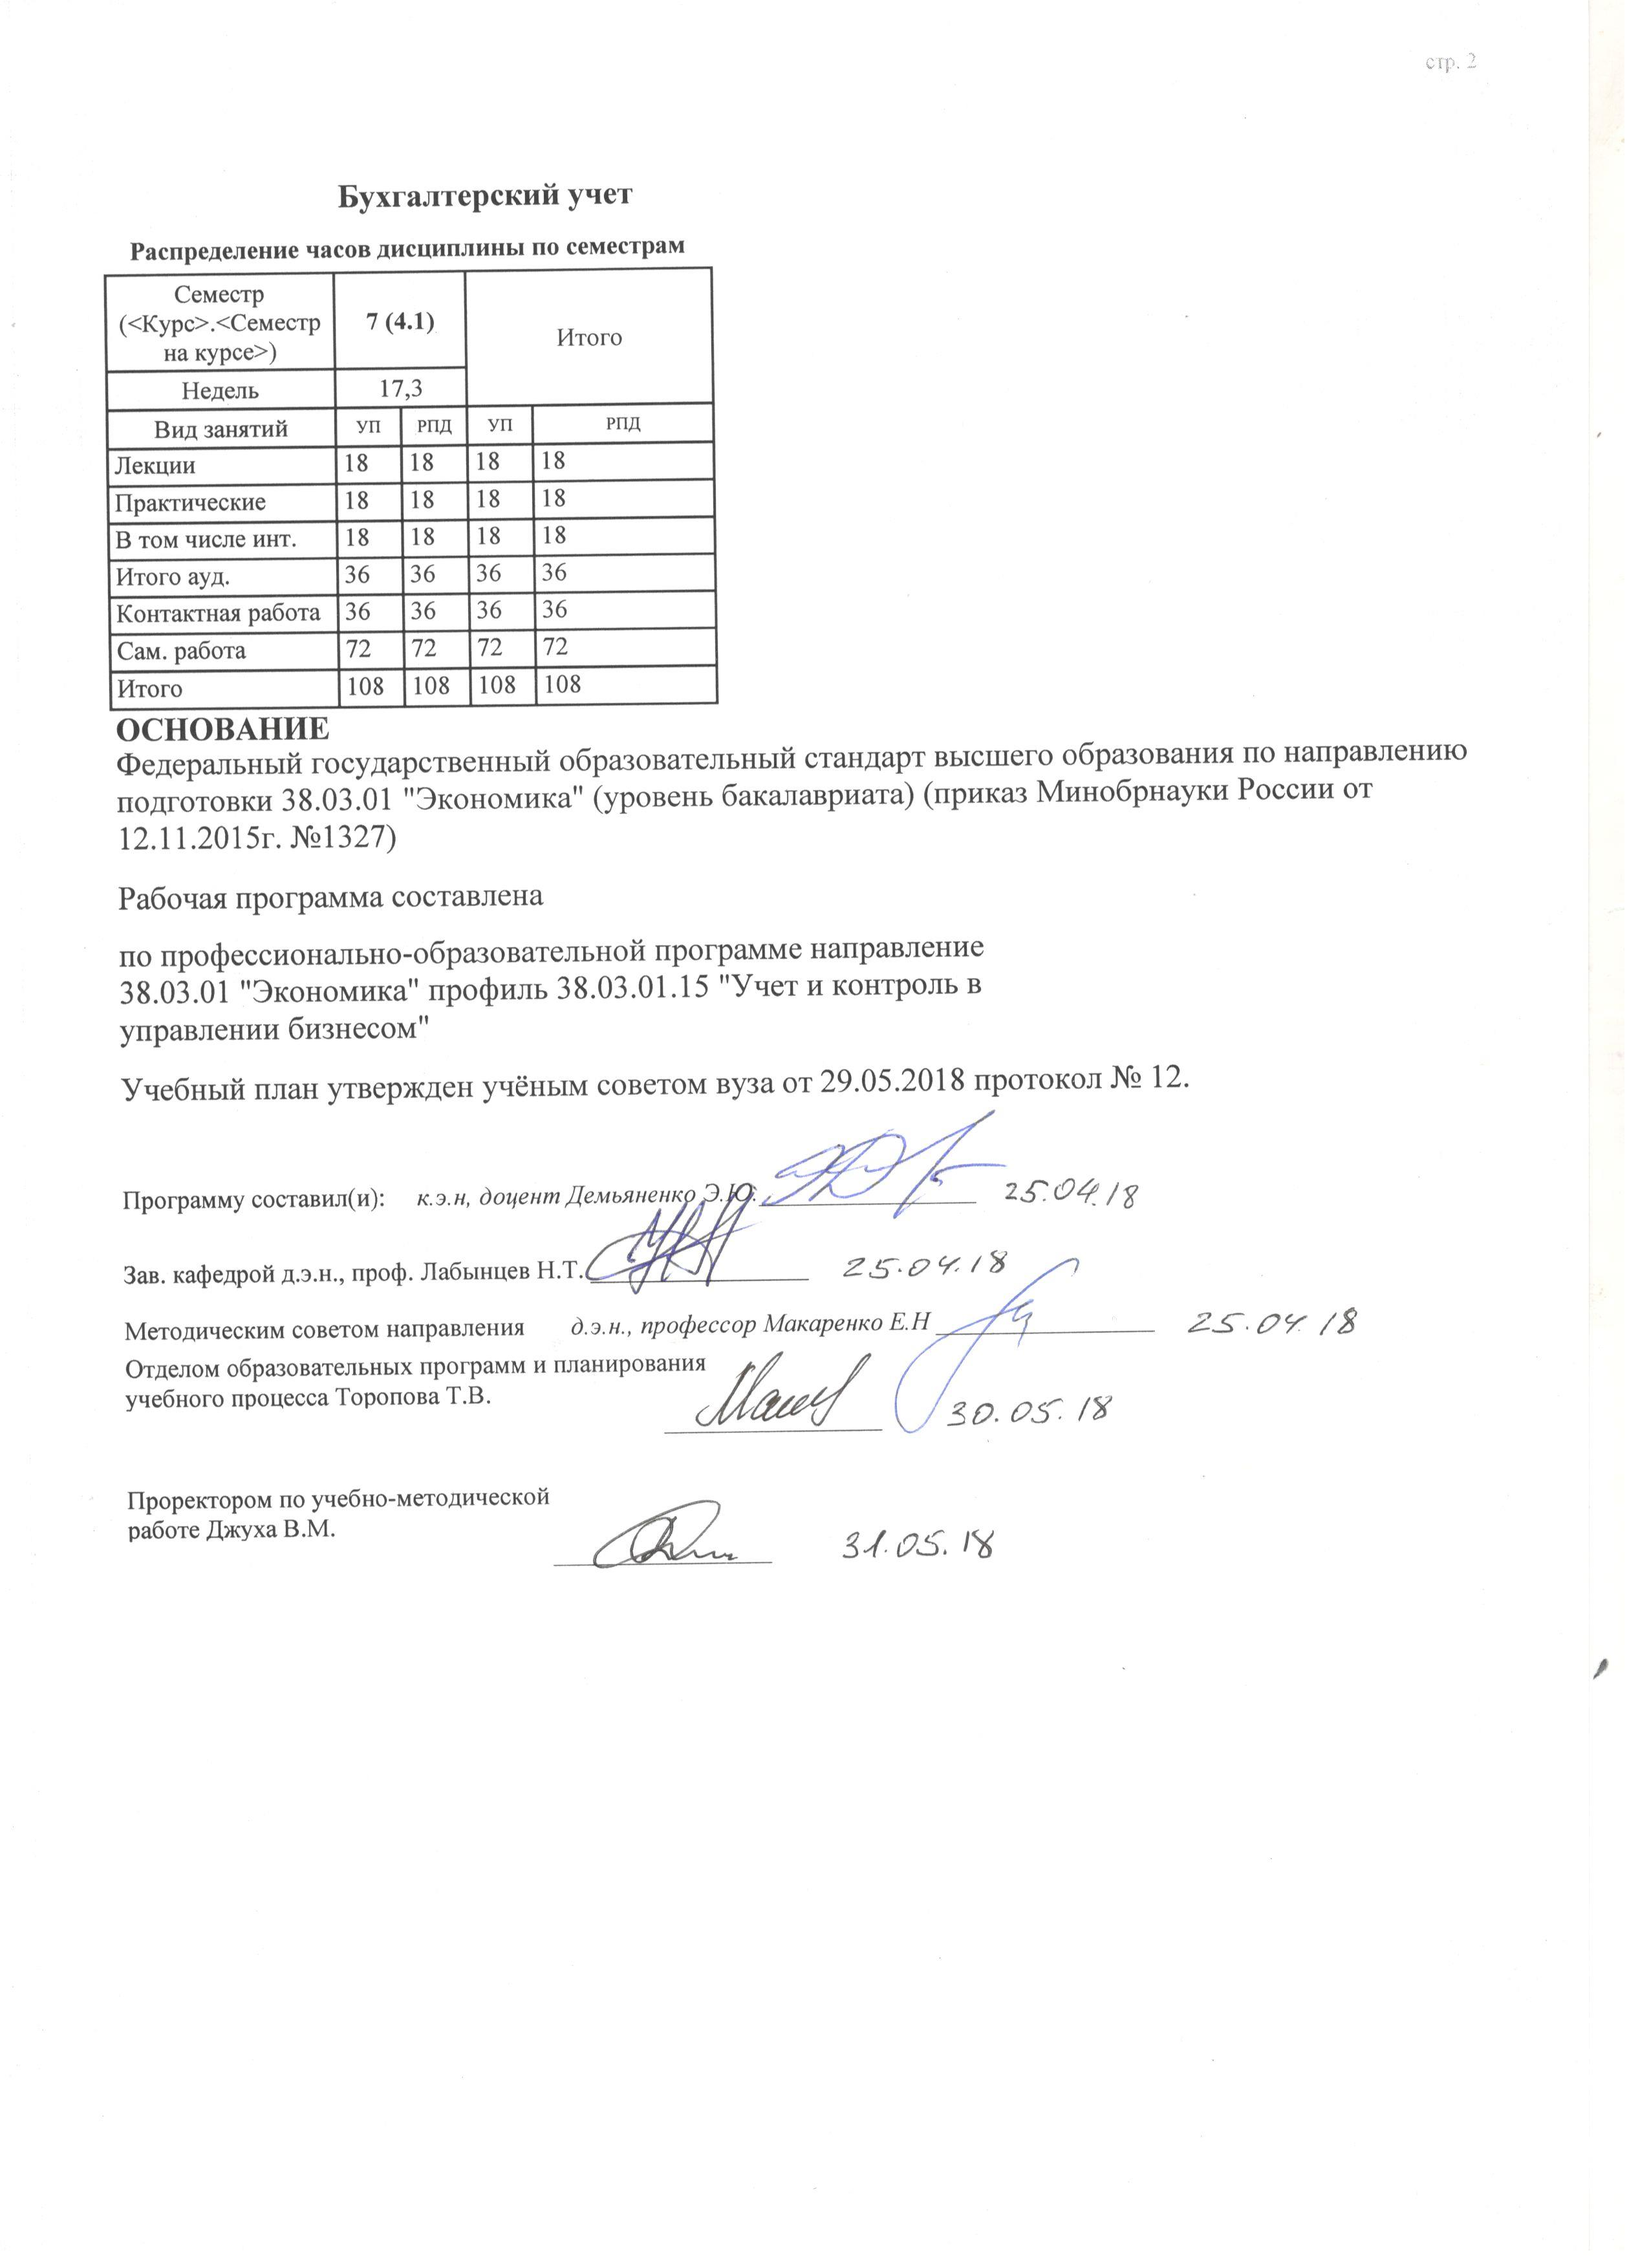 стр. 2
Бухгалтерский учет
Распределение часов дисциплины по семестрам
Семестр (<Курс>.<Семестр на курсе>) 7 (4.1) Итого
Недель 17,3
Вид занятий УП РПД УП РПД
Лекции 18 18 18 18
Практические 18 18 18 18
В том числе инт. 18 18 18 18
Итого ауд. 36 36 36 36
Контактная работа 36 36 36 36
Сам. работа 72 72 72 72
Итого 108 108 108 108
ОСНОВАНИЕ
Федеральный государственный образовательный стандарт высшего образования по направлению
подготовки 38.03.01 "Экономика" (уровень бакалавриата) (приказ Минобрнауки России от
12.11.2015г. №1327)
Рабочая программа составлена
по профессионально-образовательной программе направление
38.03.01 "Экономика" профиль 38.03.01.15 "Учет и контроль в
управлении бизнесом"
Учебный план утвержден учёным советом вуза от 29.05.2018 протокол № 12.
Программу составил(и): к.э.н, доцент Демьяненко Э.Ю. 25.04.18
Зав. кафедрой д.э.н., проф. Лабынцев Н.Т. 25.04.18
Методическим советом направления д.э.н., профессор Макаренко Е.Н 25.04.18
Отделом образовательных программ и планирования
учебного процесса Торопова Т.В. 30.05.18
Проректором по учебно-методической
работе Джуха В.М. 31.05.18